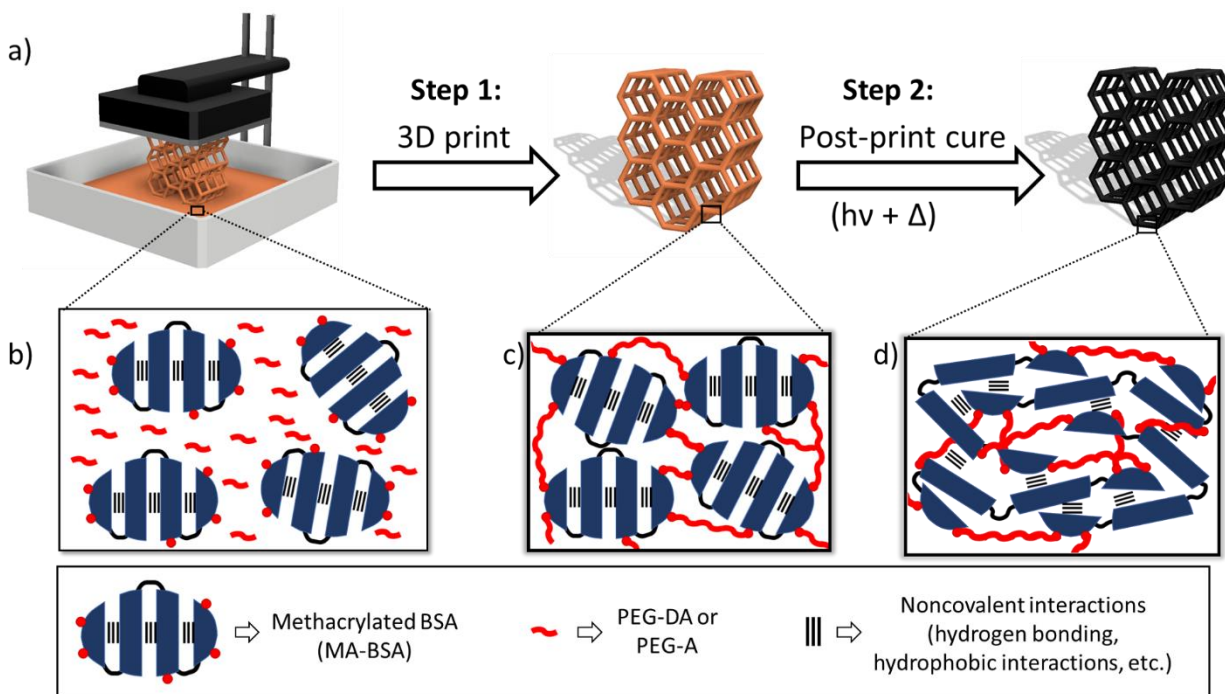 a)
Step 1:
3D print
Step 2:
Post-print cure
(hν + Δ)
b)
c)
d)
Methacrylated BSA
(MA-BSA)
PEG-DA or
PEG-A
Noncovalent interactions
(hydrogen bonding,
hydrophobic interactions, etc.)